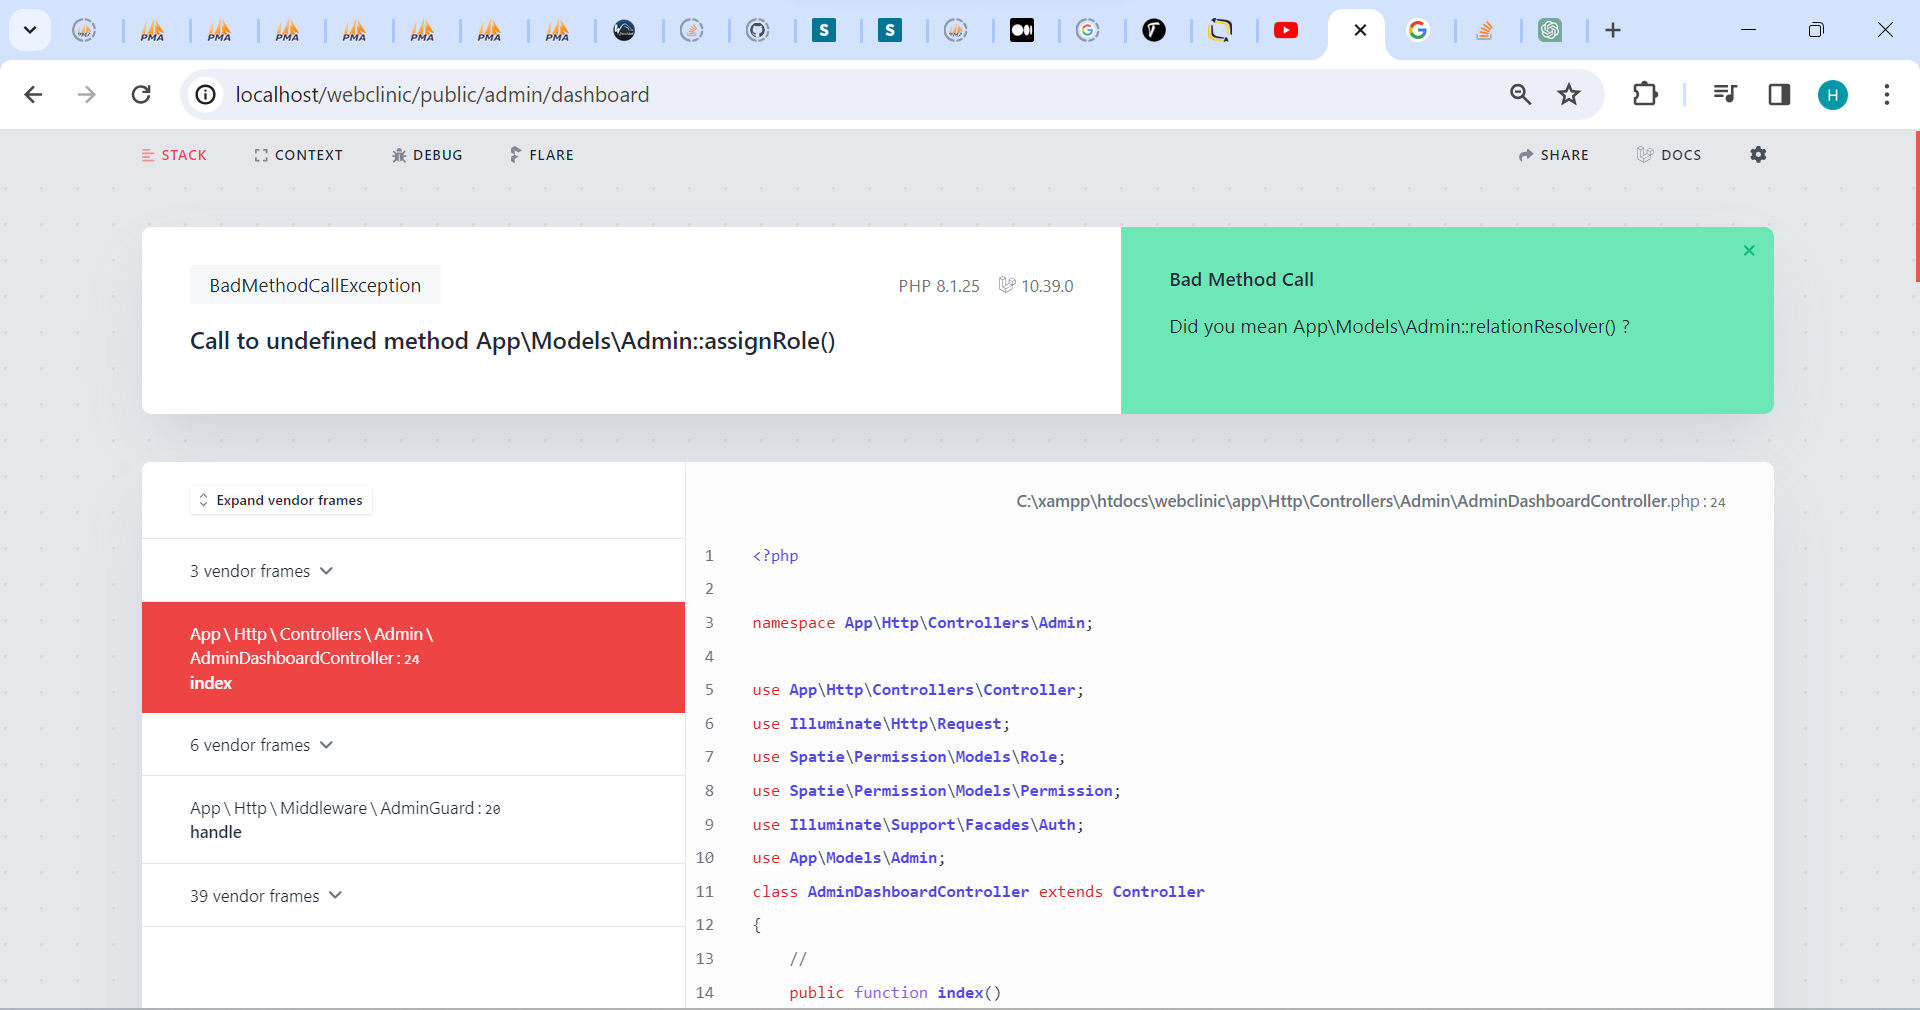 PMA
PMA
PMA
PMA
PMA
PMA
PMA
S
S
localhost/webclinic/public/admin/dashboard
H
STACK
CONTEXT
DEBUG
FLARE
SHARE
DOCS
BadMethodCallException
PHP 8.1.25
10.39.0
Call to undefined method App\Models\Admin::assignRole()
Bad Method Call
Did you mean App\Models\Admin::relationResolver() ?
Expand vendor frames
3 vendor frames
App\Http\Controllers\Admin\
AdminDashboardController:24
index
6 vendor frames
App\Http\Middleware\AdminGuard:20
handle
39 vendor frames
C:\xampp\htdocs\webclinic\app\Http\Controllers\Admin\AdminDashboardController.php:24
1 <?php
2
3 namespace App\Http\Controllers\Admin;
4
5 use App\Http\Controllers\Controller;
6 use Illuminate\Http\Request;
7 use Spatie\Permission\Models\Role;
8 use Spatie\Permission\Models\Permission;
9 use Illuminate\Support\Facades\Auth;
10 use App\Models\Admin;
11 class AdminDashboardController extends Controller
12 {
13 //
14 public function index()